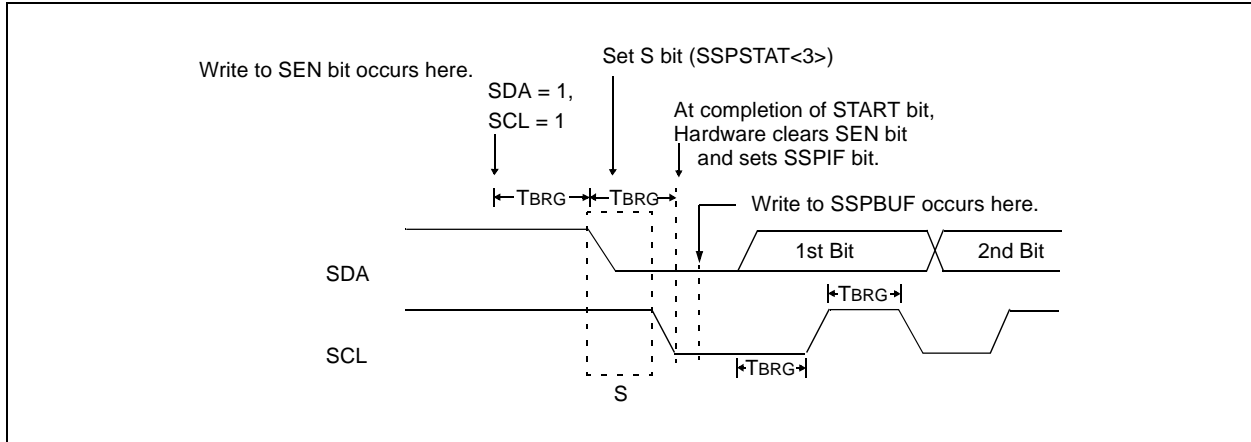 Set S bit (SSPSTAT<3>)
Write to SEN bit occurs here.
SDA = 1,
SCL = 1
At completion of START bit,
Hardware clears SEN bit
and sets SSPIF bit.
TBRG
TBRG
Write to SSPBUF occurs here.
SDA
1st Bit
2nd Bit
TBRG
SCL
TBRG
S